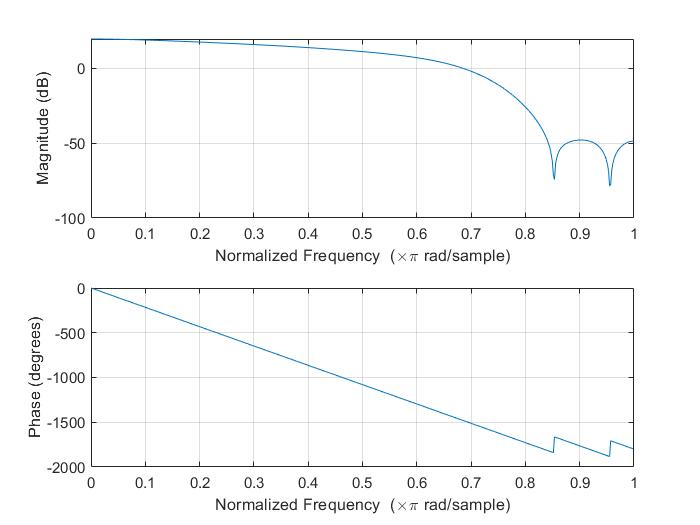 0
-50
-100
Magnitude (dB)
0 0.1 0.2 0.3 0.4 0.5 0.6 0.7 0.8 0.9 1
Normalized Frequency (×π rad/sample)
0
-500
-1000
-1500
-2000
Phase (degrees)
0 0.1 0.2 0.3 0.4 0.5 0.6 0.7 0.8 0.9 1
Normalized Frequency (×π rad/sample)